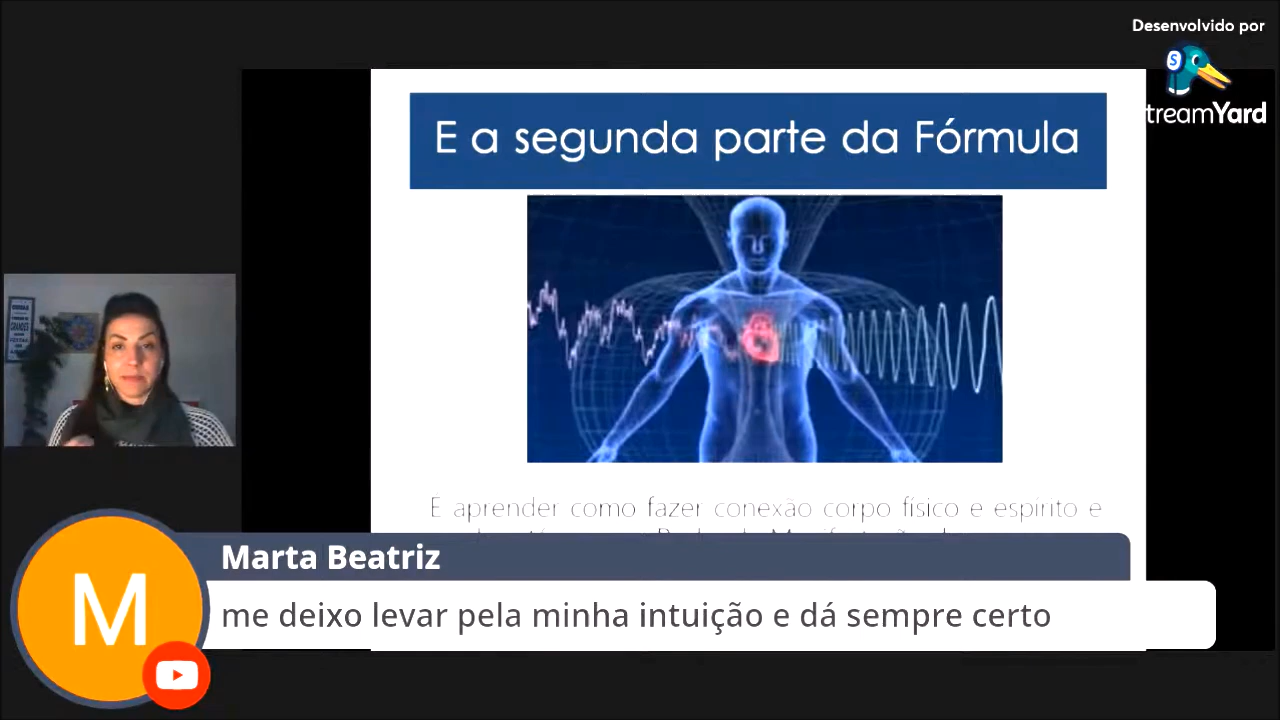 Desenvolvido por
treamYard
E a segunda parte da Fórmula
E aprender como fazer conexão corpo físico e espírito e
M
Marta Beatriz
me deixo levar pela minha intuição e dá sempre certo